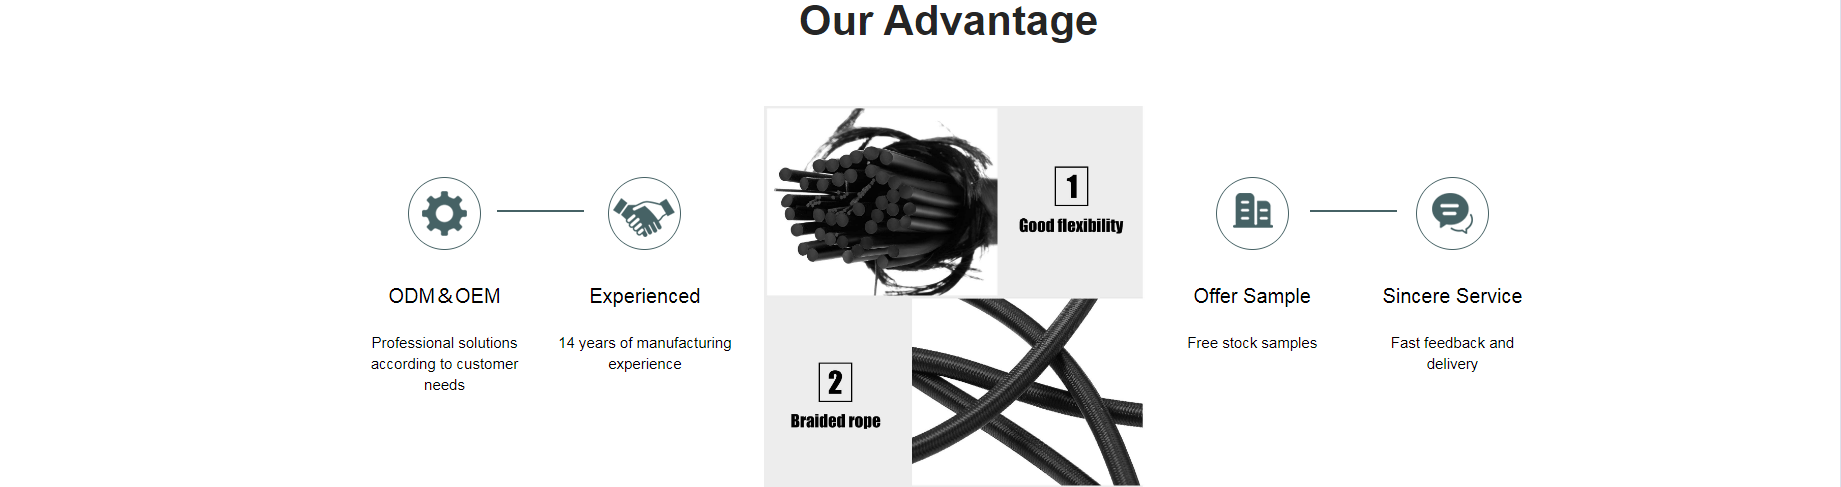 Our Advantage
ODM&OEM
Professional solutions
according to customer
needs
Experienced
14 years of manufacturing
experience
1
Good flexibility
2
Braided rope
Offer Sample
Free stock samples
Sincere Service
Fast feedback and
delivery